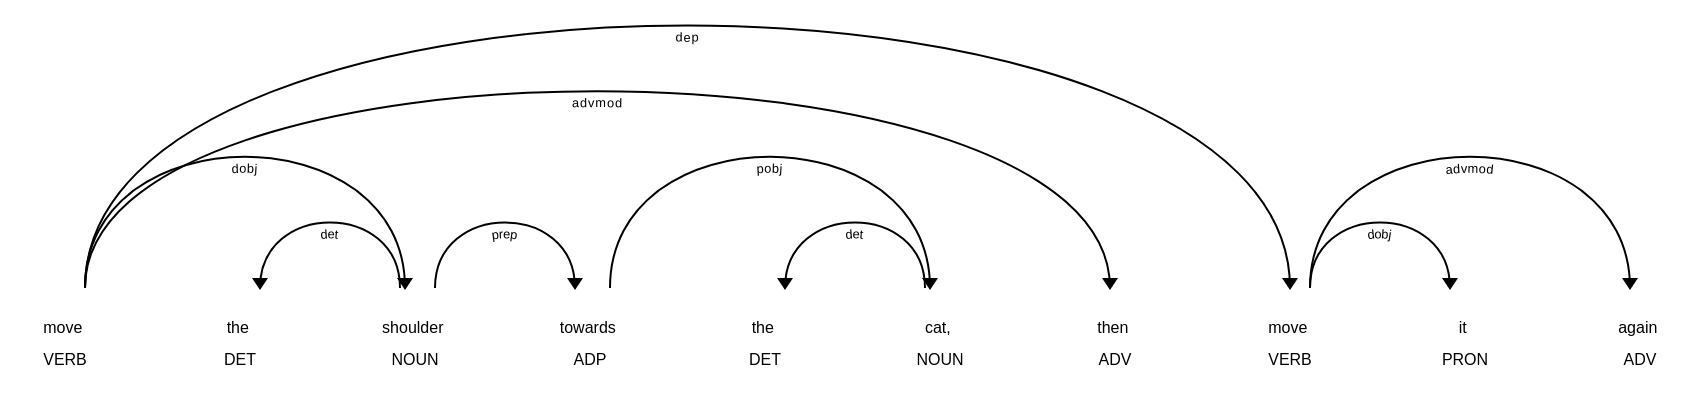 dep
advmod
dobj pobj advmod
det prep det dobj
move the shoulder towards the cat, then move it again
VERB DET NOUN ADP DET NOUN ADV VERB PRON ADV